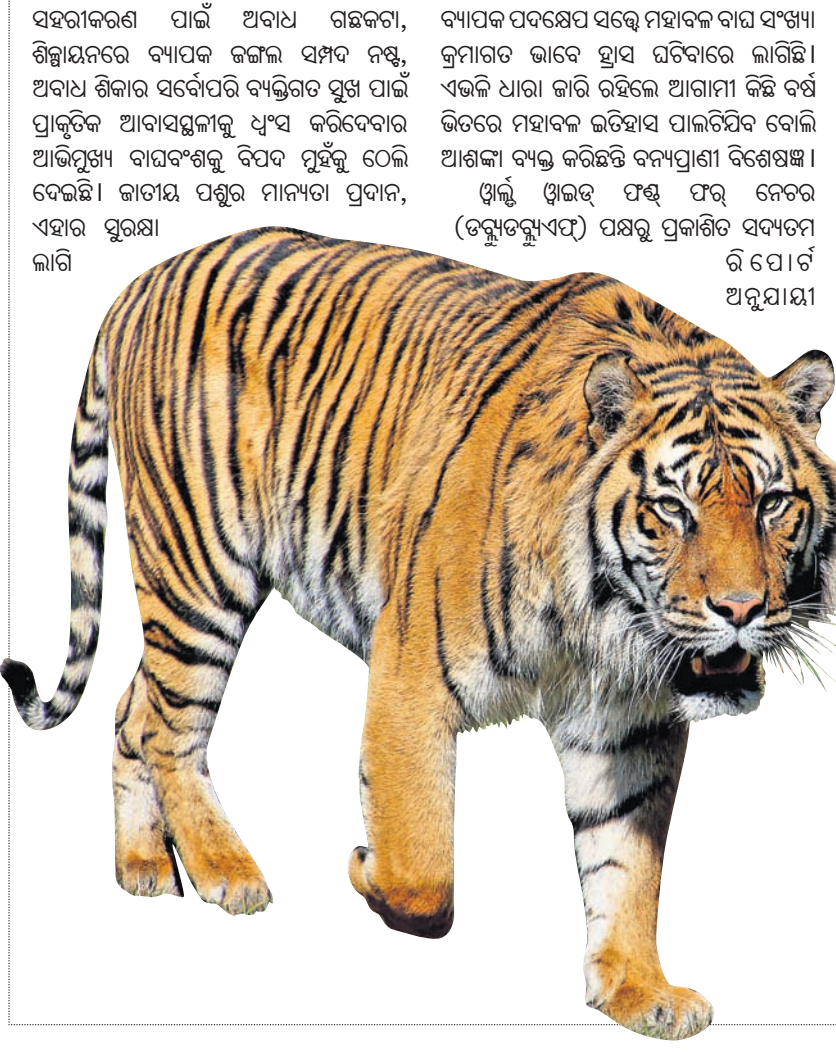 ସହରୀକରଣ ପାଇଁ ଅବାଧ ଗଛକଟା,
ଶିଳ୍ପାୟନରେ ବ୍ୟାପକ ଜଙ୍ଗଲ ସମ୍ପଦ ନଷ୍ଟ,
ଅବାଧ ଶିକାର ସର୍ବୋପରି ବ୍ୟକ୍ତିଗତ ସୁଖ ପାଇଁ
ପ୍ରାକୃତିକ ଆବାସସ୍ଥଳୀକୁ ଧ୍ୱଂସ କରିଦେବାର
ଆଭିମୁଖ୍ୟ ବାଘବଂଶକୁ ବିପଦ ମୁହଁକୁ ଠେଲି
ଦେଇଛି। ଜାତୀୟ ପଶୁର ମାନ୍ୟତା ପ୍ରଦାନ,
ଏହାର ସୁରକ୍ଷା
ଲାଗି
ବ୍ୟାପକ ପଦକ୍ଷେପ ସତ୍ତ୍ୱେ ମହାବଳ ବାଘ ସଂଖ୍ୟା
କ୍ରମାଗତ ଭାବେ ହ୍ରାସ ଘଟିବାରେ ଲାଗିଛି।
ଏଭଳି ଧାରା ଜାରି ରହିଲେ ଆଗାମୀ କିଛି ବର୍ଷ
ଭିତରେ ମହାବଳ ଇତିହାସ ପାଲଟିଯିବ ବୋଲି
ଆଶଙ୍କା ବ୍ୟକ୍ତ କରିଛନ୍ତି ବନ୍ୟପ୍ରାଣୀ ବିଶେଷଜ୍ଞ।
ୱାର୍ଲ୍ଡ ୱାଇଡ୍ ଫଣ୍ଡ୍ ଫର୍ ନେଚର
(ଡବ୍ଲ୍ୟୁଡବ୍ଲ୍ୟୁଏଫ୍) ପକ୍ଷରୁ ପ୍ରକାଶିତ ସଦ୍ୟତମ
ରିପୋର୍ଟ
ଅନୁଯାୟୀ